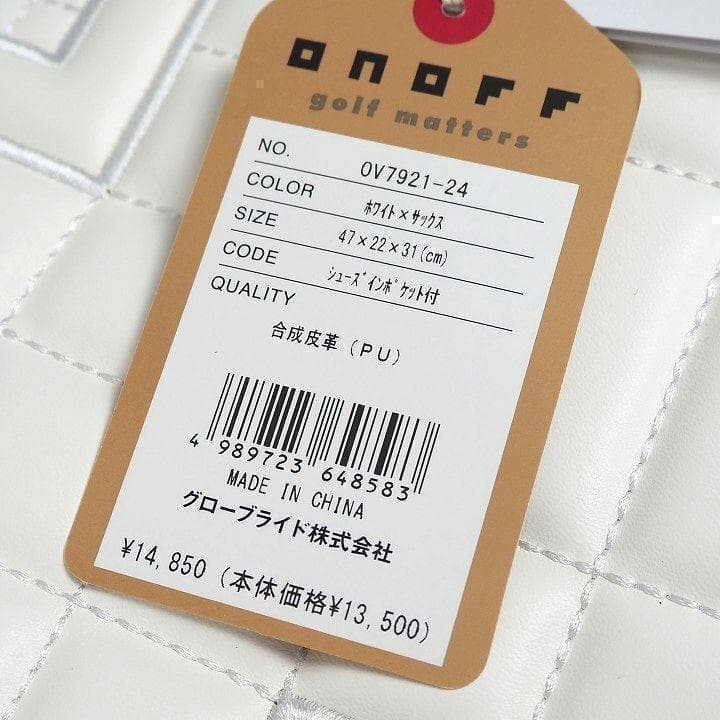 onoff
golf matters
NO. OV7921-24
COLOR ﾎﾜｲﾄ×ｻｯｸｽ
SIZE 47×22×31(cm)
CODE ｼｭｰｽﾞｲﾝﾎﾟｹｯﾄ付
QUALITY
合成皮革（ＰＵ）
4 989723 648583
MADE IN CHINA
グローブライド株式会社
¥14,850（本体価格¥13,500）